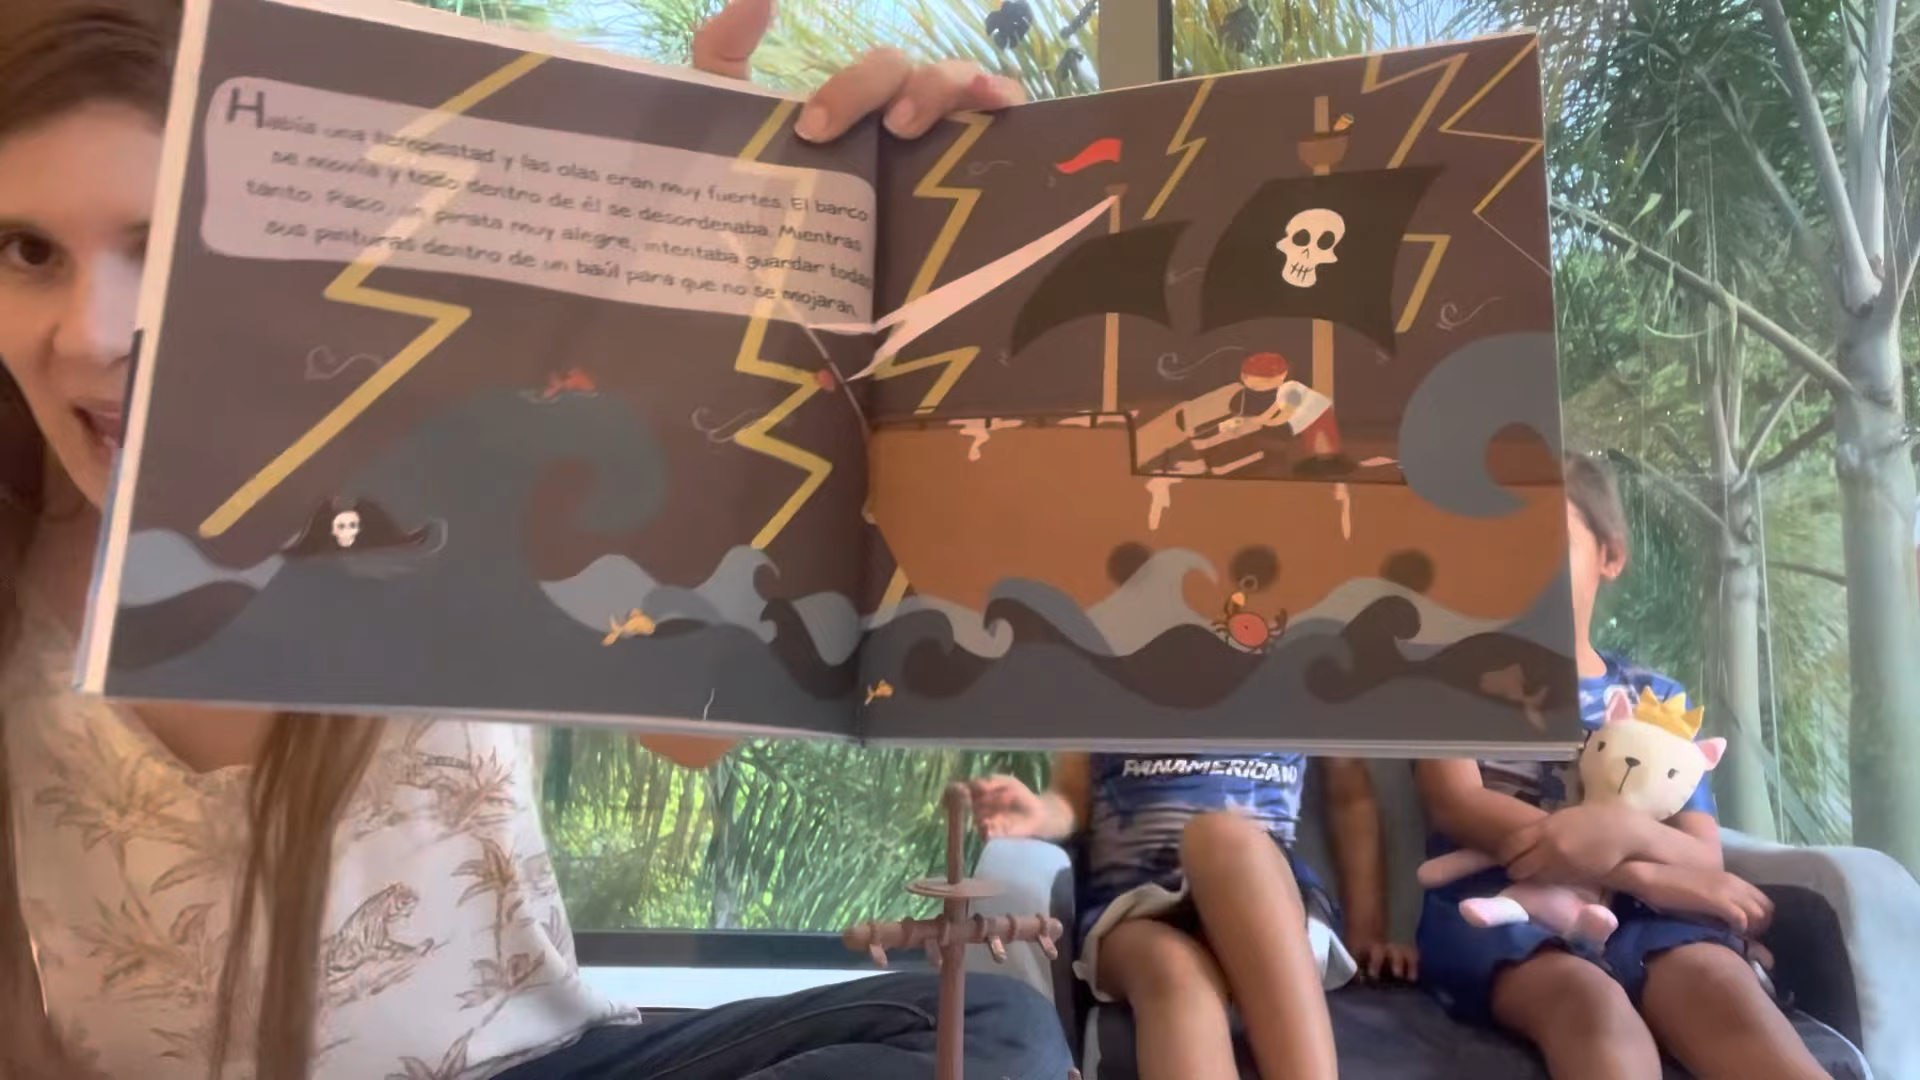 Había una tempestad y las olas eran muy fuertes. El barco
se movía y todo dentro de él se desordenaba. Mientras
tanto, Paco, un pirata muy alegre, intentaba guardar todas
sus pinturas dentro de un baúl para que no se mojaran.
PANAMERICANO